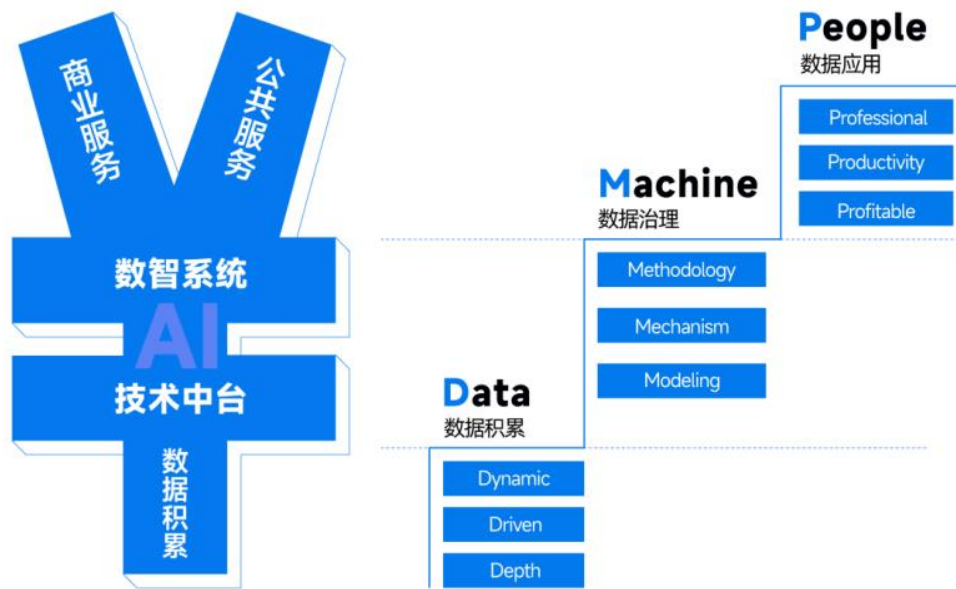 商业服务
公共服务
数智系统
AI
技术中台
数据积累
People
数据应用
Professional
Productivity
Profitable
Machine
数据治理
Methodology
Mechanism
Modeling
Data
数据积累
Dynamic
Driven
Depth